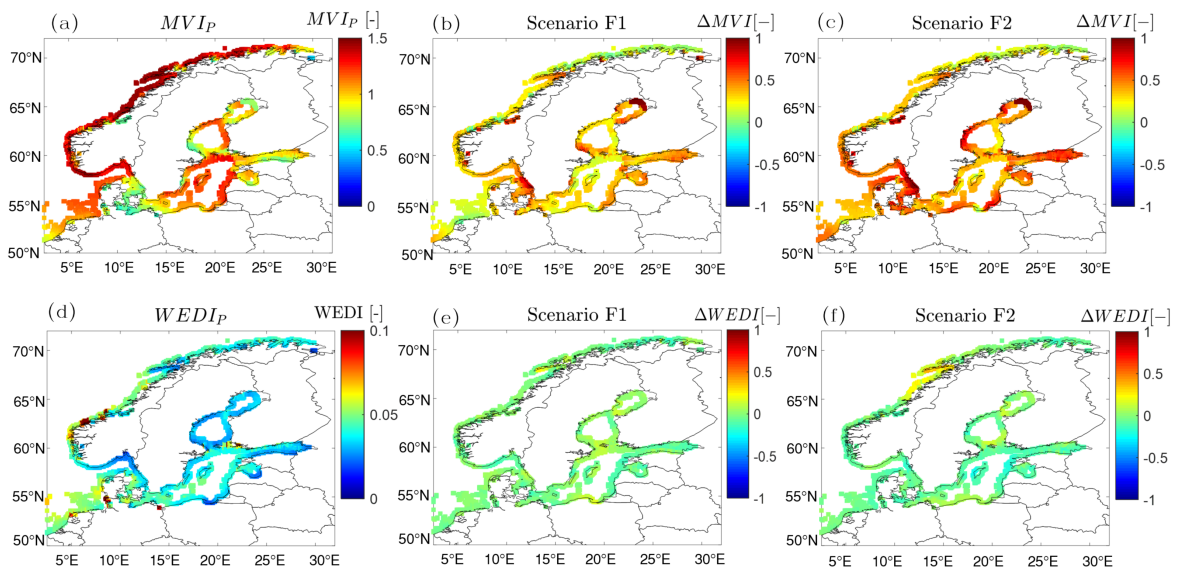 (a) MVI_P MVI_P [-]
1.5
1
0.5
0
70°N
65°N
60°N
55°N
50°N
5°E 10°E 15°E 20°E 25°E 30°E
(b) Scenario F1 ΔMVI[−]
1
0.5
0
-0.5
-1
70°N
65°N
60°N
55°N
50°N
5°E 10°E 15°E 20°E 25°E 30°E
(c) Scenario F2 ΔMVI[−]
1
0.5
0
-0.5
-1
70°N
65°N
60°N
55°N
50°N
5°E 10°E 15°E 20°E 25°E 30°E
(d) WEDI_P WEDI [-]
0.1
0.05
0
70°N
65°N
60°N
55°N
50°N
5°E 10°E 15°E 20°E 25°E 30°E
(e) Scenario F1 ΔWEDI[−]
1
0.5
0
-0.5
-1
70°N
65°N
60°N
55°N
50°N
5°E 10°E 15°E 20°E 25°E 30°E
(f) Scenario F2 ΔWEDI[−]
1
0.5
0
-0.5
-1
70°N
65°N
60°N
55°N
50°N
5°E 10°E 15°E 20°E 25°E 30°E